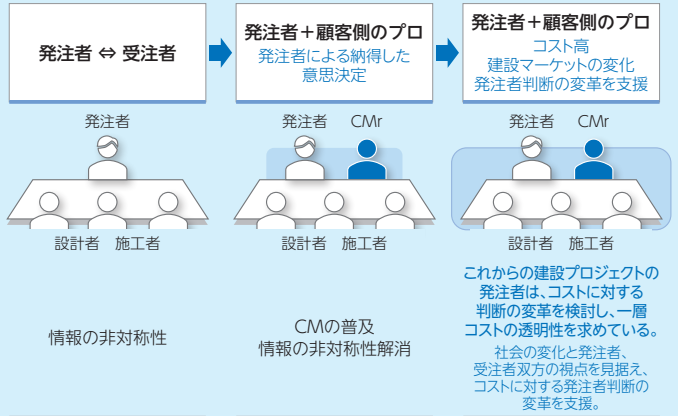 発注者 ⇔ 受注者
発注者＋顧客側のプロ
発注者による納得した
意思決定
発注者＋顧客側のプロ
コスト高
建設マーケットの変化
発注者判断の変革を支援
発注者
設計者 施工者
発注者 CMr
設計者 施工者
発注者 CMr
設計者 施工者
情報の非対称性
CMの普及
情報の非対称性解消
これからの建設プロジェクトの
発注者は、コストに対する
判断の変革を検討し、一層
コストの透明性を求めている。
社会の変化と発注者、
受注者双方の視点を見据え、
コストに対する発注者判断の
変革を支援。